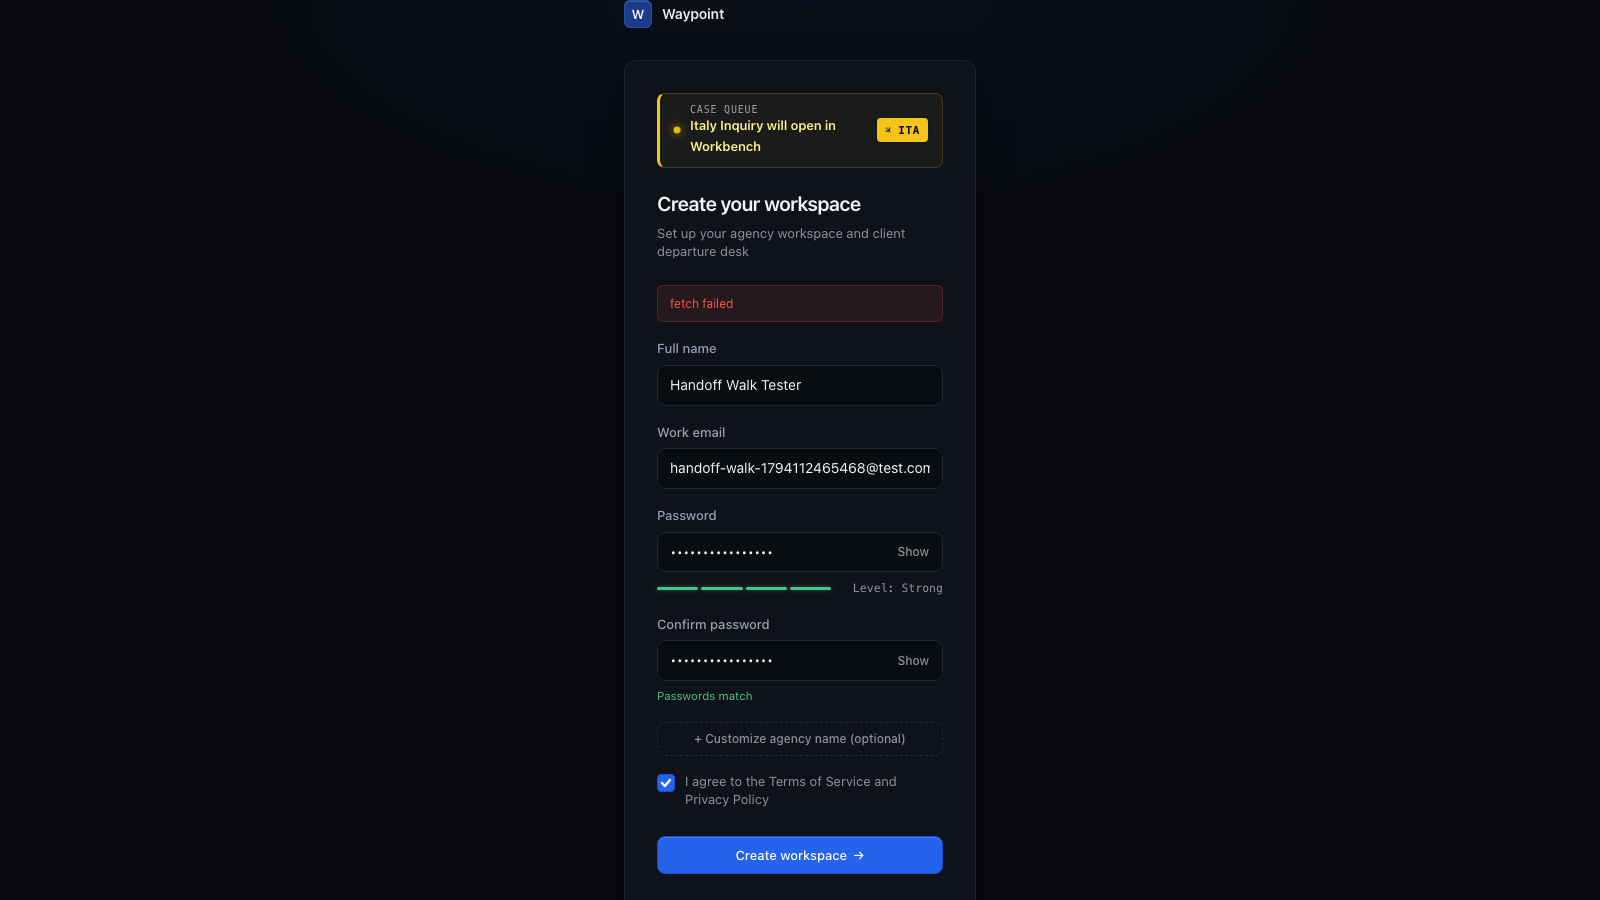 W Waypoint
CASE QUEUE
Italy Inquiry will open in
Workbench
ITA
Create your workspace
Set up your agency workspace and client
departure desk
fetch failed
Full name
Handoff Walk Tester
Work email
handoff-walk-1794112465468@test.com
Password
Show
Level: Strong
Confirm password
Show
Passwords match
+ Customize agency name (optional)
I agree to the Terms of Service and
Privacy Policy
Create workspace →